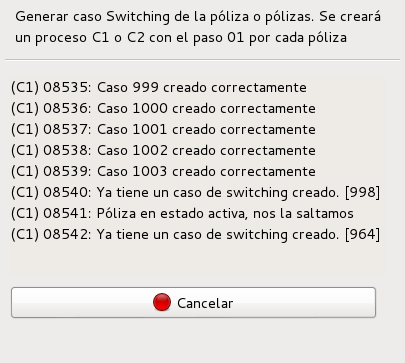 Generar caso Switching de la póliza o pólizas. Se creará
un proceso C1 o C2 con el paso 01 por cada póliza
(C1) 08535: Caso 999 creado correctamente
(C1) 08536: Caso 1000 creado correctamente
(C1) 08537: Caso 1001 creado correctamente
(C1) 08538: Caso 1002 creado correctamente
(C1) 08539: Caso 1003 creado correctamente
(C1) 08540: Ya tiene un caso de switching creado. [998]
(C1) 08541: Póliza en estado activa, nos la saltamos
(C1) 08542: Ya tiene un caso de switching creado. [964]
Cancelar